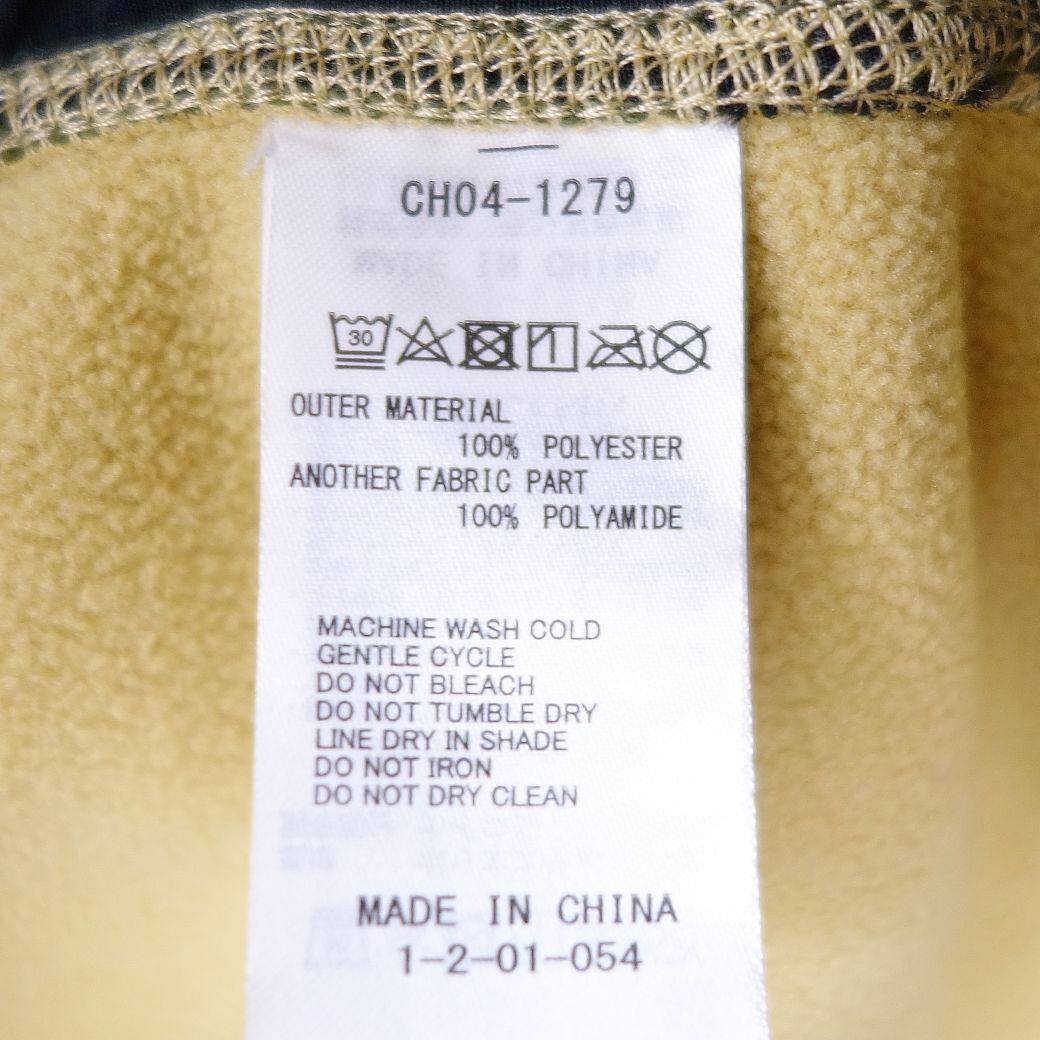 CH04-1279
30
OUTER MATERIAL
100% POLYESTER
ANOTHER FABRIC PART
100% POLYAMIDE
MACHINE WASH COLD
GENTLE CYCLE
DO NOT BLEACH
DO NOT TUMBLE DRY
LINE DRY IN SHADE
DO NOT IRON
DO NOT DRY CLEAN
MADE IN CHINA
1-2-01-054